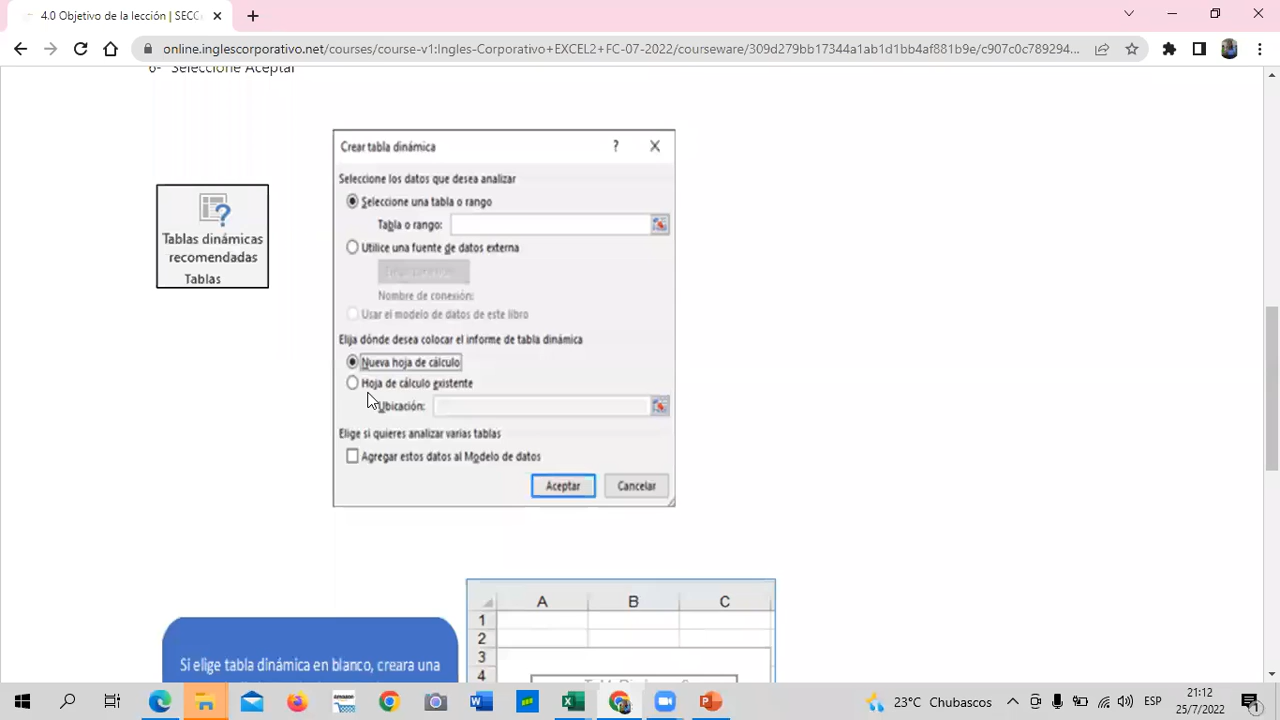 4.0 Objetivo de la lección | SECC
online.inglescorporativo.net/courses/course-v1:Ingles-Corporativo+EXCEL2+FC-07-2022/courseware/309d279bb17344a1ab1d1bb4af881b9e/c907c0c789294...
6- Seleccione Aceptar
Crear tabla dinámica
?
Seleccione los datos que desea analizar
Seleccione una tabla o rango
Tabla o rango:
Utilice una fuente de datos externa
Nombre de conexión:
Usar el modelo de datos de este libro
Elija dónde desea colocar el informe de tabla dinámica
Nueva hoja de cálculo
Hoja de cálculo existente
Ubicación:
Elige si quieres analizar varias tablas
Agregar estos datos al Modelo de datos
Aceptar
Cancelar
Tablas dinámicas
recomendadas
Tablas
Si elige tabla dinámica en blanco, creara una
A B C
1
2
3
4
23°C Chubascos
ESP
21:12
25/7/2022